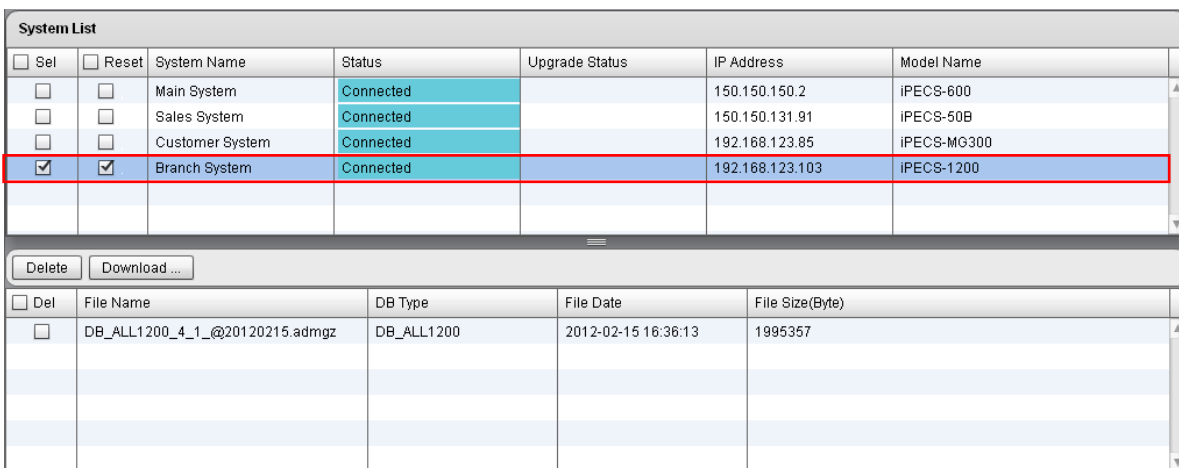 System List
Sel Reset System Name Status Upgrade Status IP Address Model Name
Main System Connected 150.150.150.2 iPECS-600
Sales System Connected 150.150.131.91 iPECS-50B
Customer System Connected 192.168.123.85 iPECS-MG300
Branch System Connected 192.168.123.103 iPECS-1200
Delete Download ...
Del File Name DB Type File Date File Size(Byte)
DB_ALL1200_4_1_@20120215.admgz DB_ALL1200 2012-02-15 16:36:13 1995357